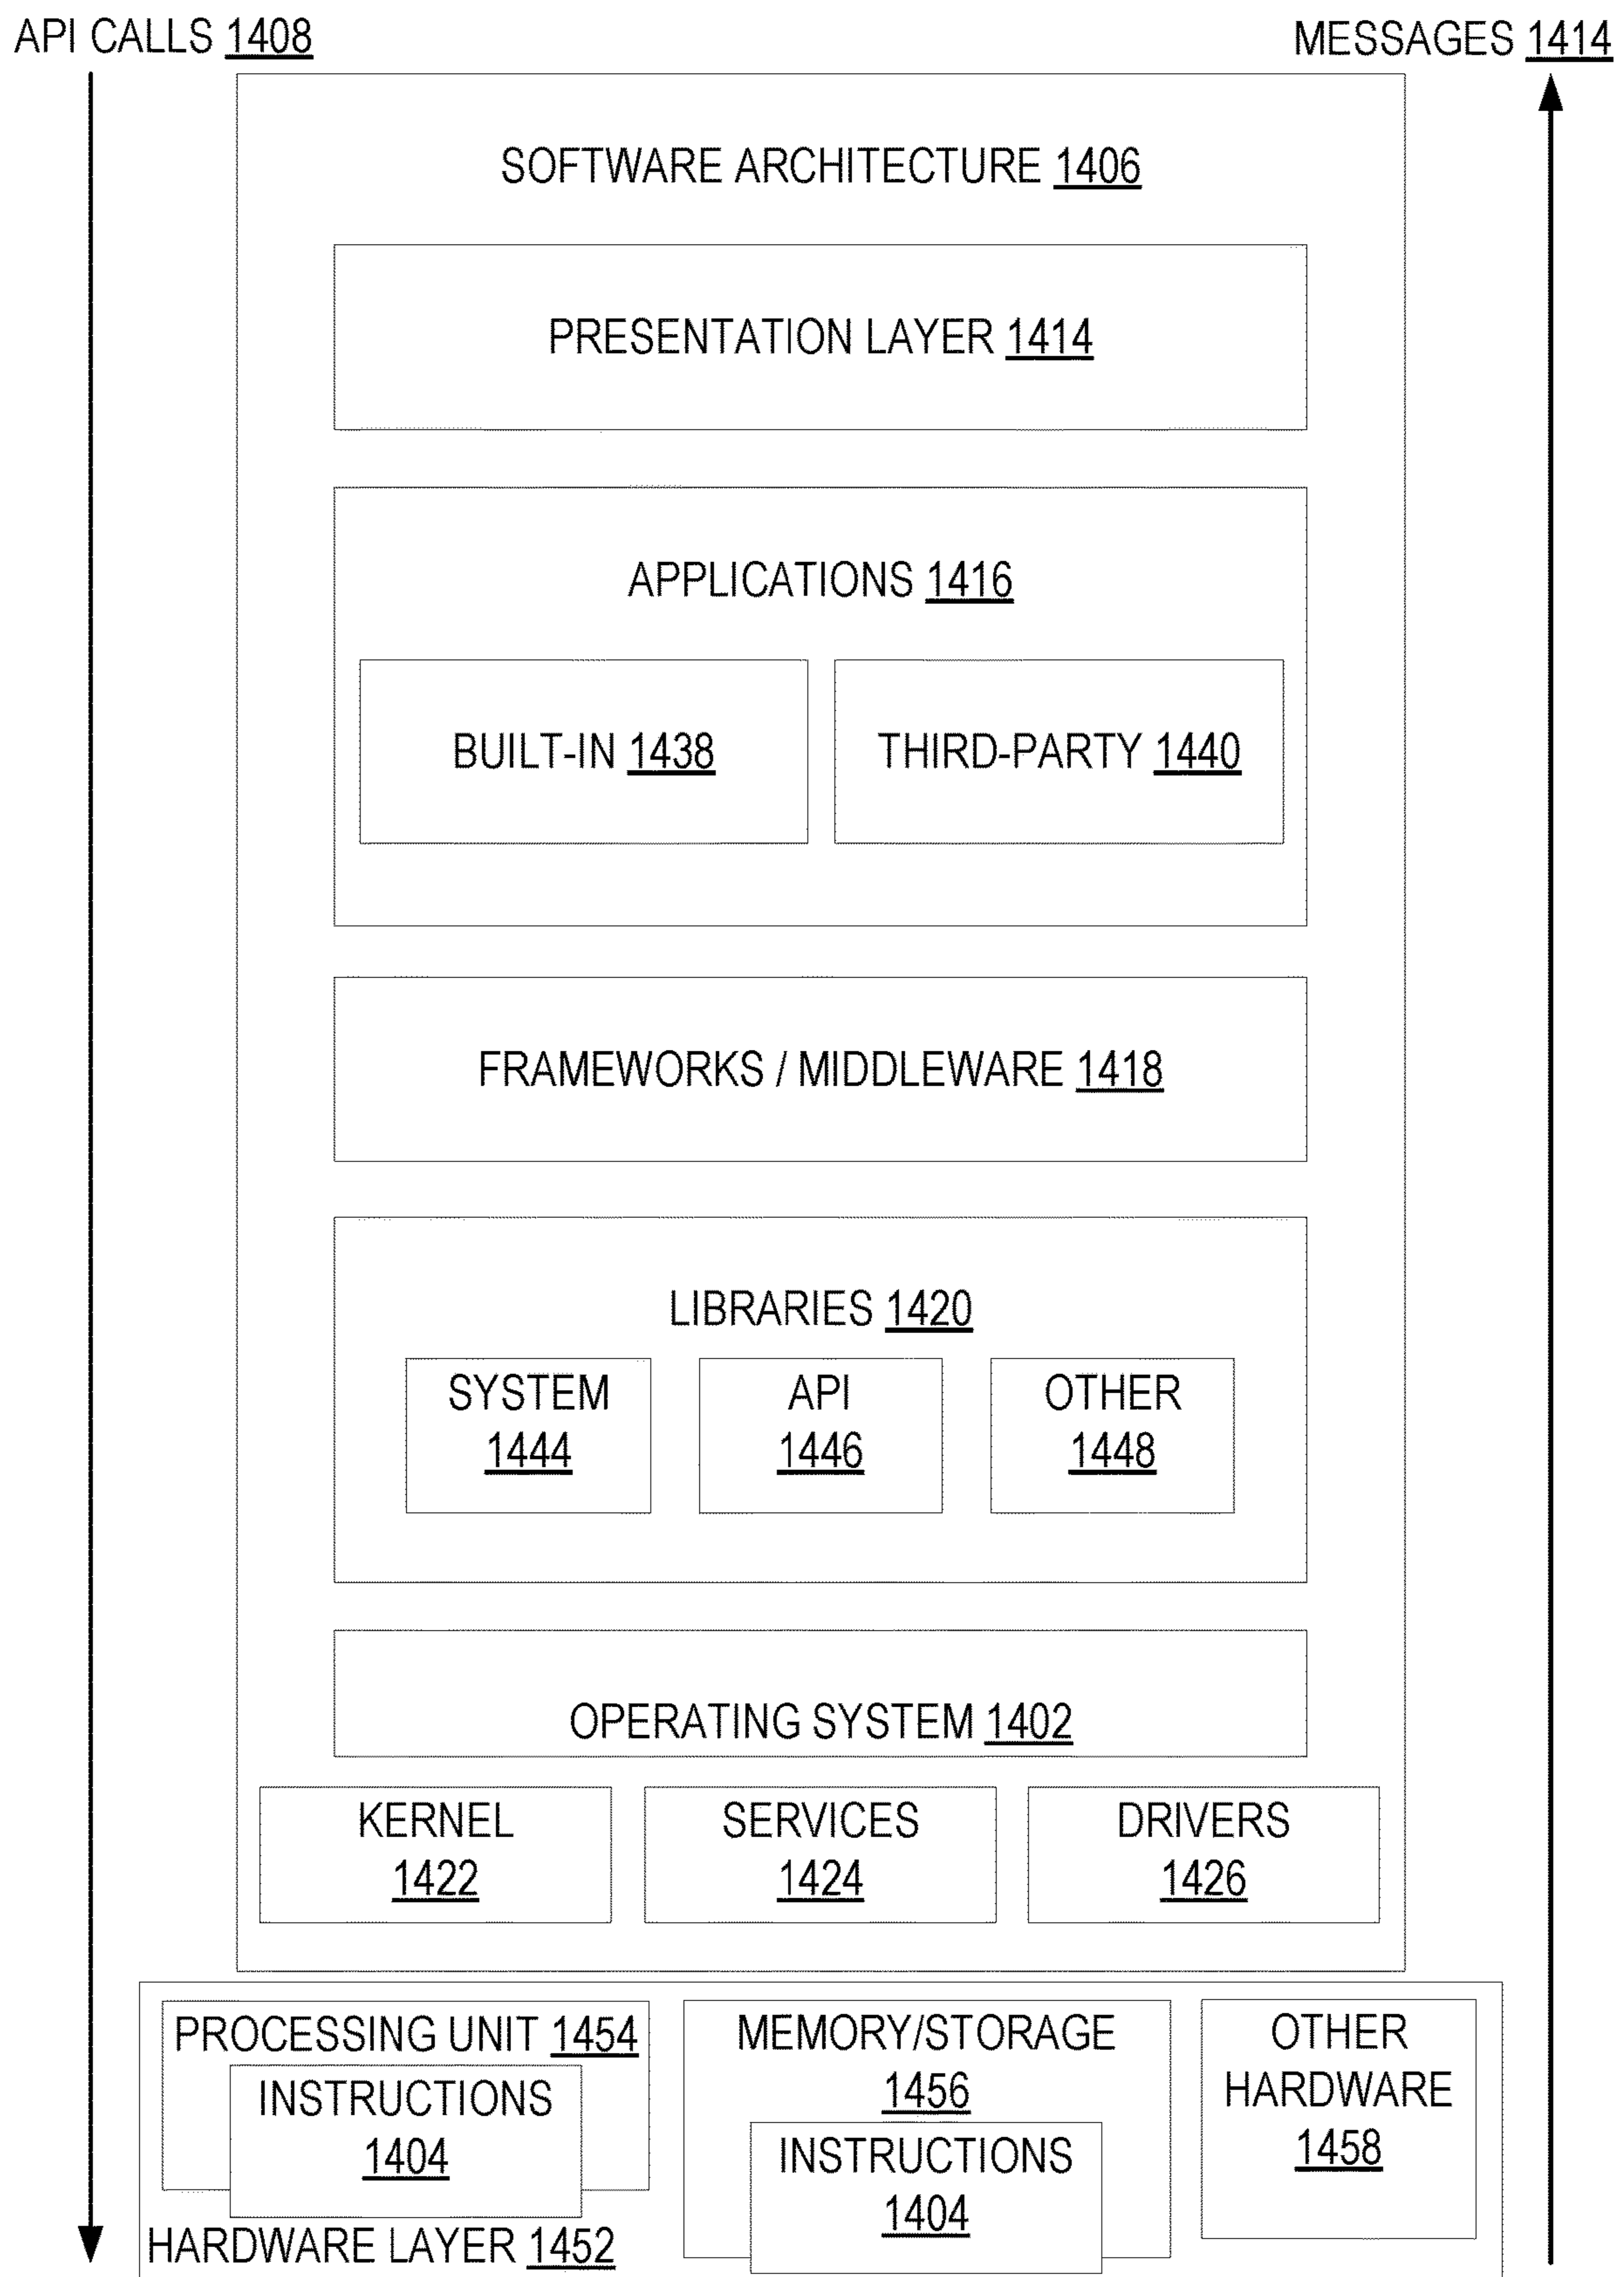 API CALLS 1408
MESSAGES 1414
SOFTWARE ARCHITECTURE 1406
PRESENTATION LAYER 1414
APPLICATIONS 1416
BUILT-IN 1438
THIRD-PARTY 1440
FRAMEWORKS / MIDDLEWARE 1418
LIBRARIES 1420
SYSTEM
1444
API
1446
OTHER
1448
OPERATING SYSTEM 1402
KERNEL
1422
SERVICES
1424
DRIVERS
1426
PROCESSING UNIT 1454
INSTRUCTIONS
1404
MEMORY/STORAGE
1456
INSTRUCTIONS
1404
OTHER
HARDWARE
1458
HARDWARE LAYER 1452